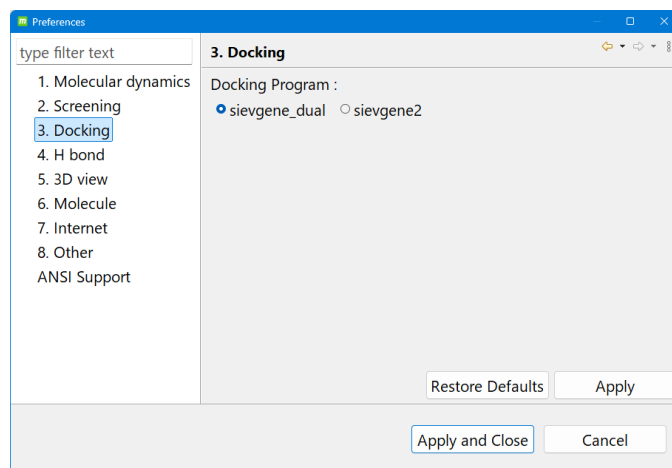 Preferences
type filter text
1. Molecular dynamics
2. Screening
3. Docking
4. H bond
5. 3D view
6. Molecule
7. Internet
8. Other
ANSI Support
3. Docking
Docking Program :
sievgene_dual sievgene2
Restore Defaults Apply
Apply and Close Cancel